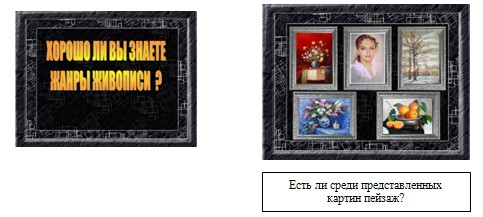 ХОРОШО ЛИ ВЫ ЗНАЕТЕ
ЖАНРЫ ЖИВОПИСИ ?
Есть ли среди представленных
картин пейзаж?